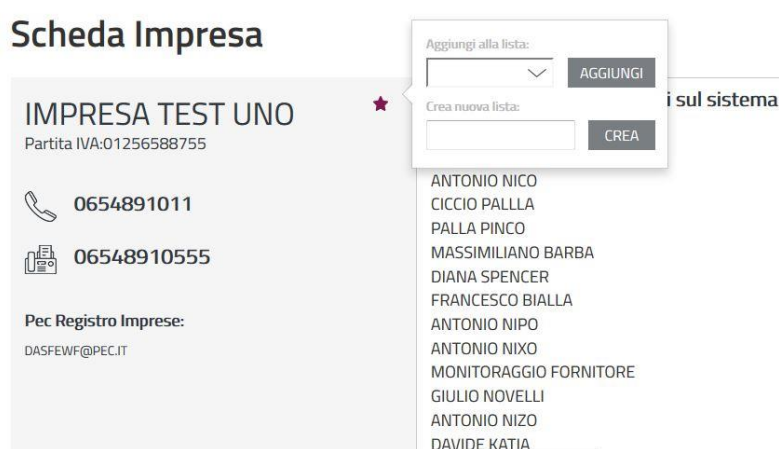 Scheda Impresa
IMPRESA TEST UNO
Partita IVA:01256588755
0654891011
06548910555
Pec Registro Imprese:
DASFEWF@PEC.IT
Aggiungi alla lista:
AGGIUNGI
Crea nuova lista:
CREA
i sul sistema
ANTONIO NICO
CICCIO PALLLA
PALLA PINCO
MASSIMILIANO BARBA
DIANA SPENCER
FRANCESCO BIALLA
ANTONIO NIPO
ANTONIO NIXO
MONITORAGGIO FORNITORE
GIULIO NOVELLI
ANTONIO NIZO
DAVIDE KATIA